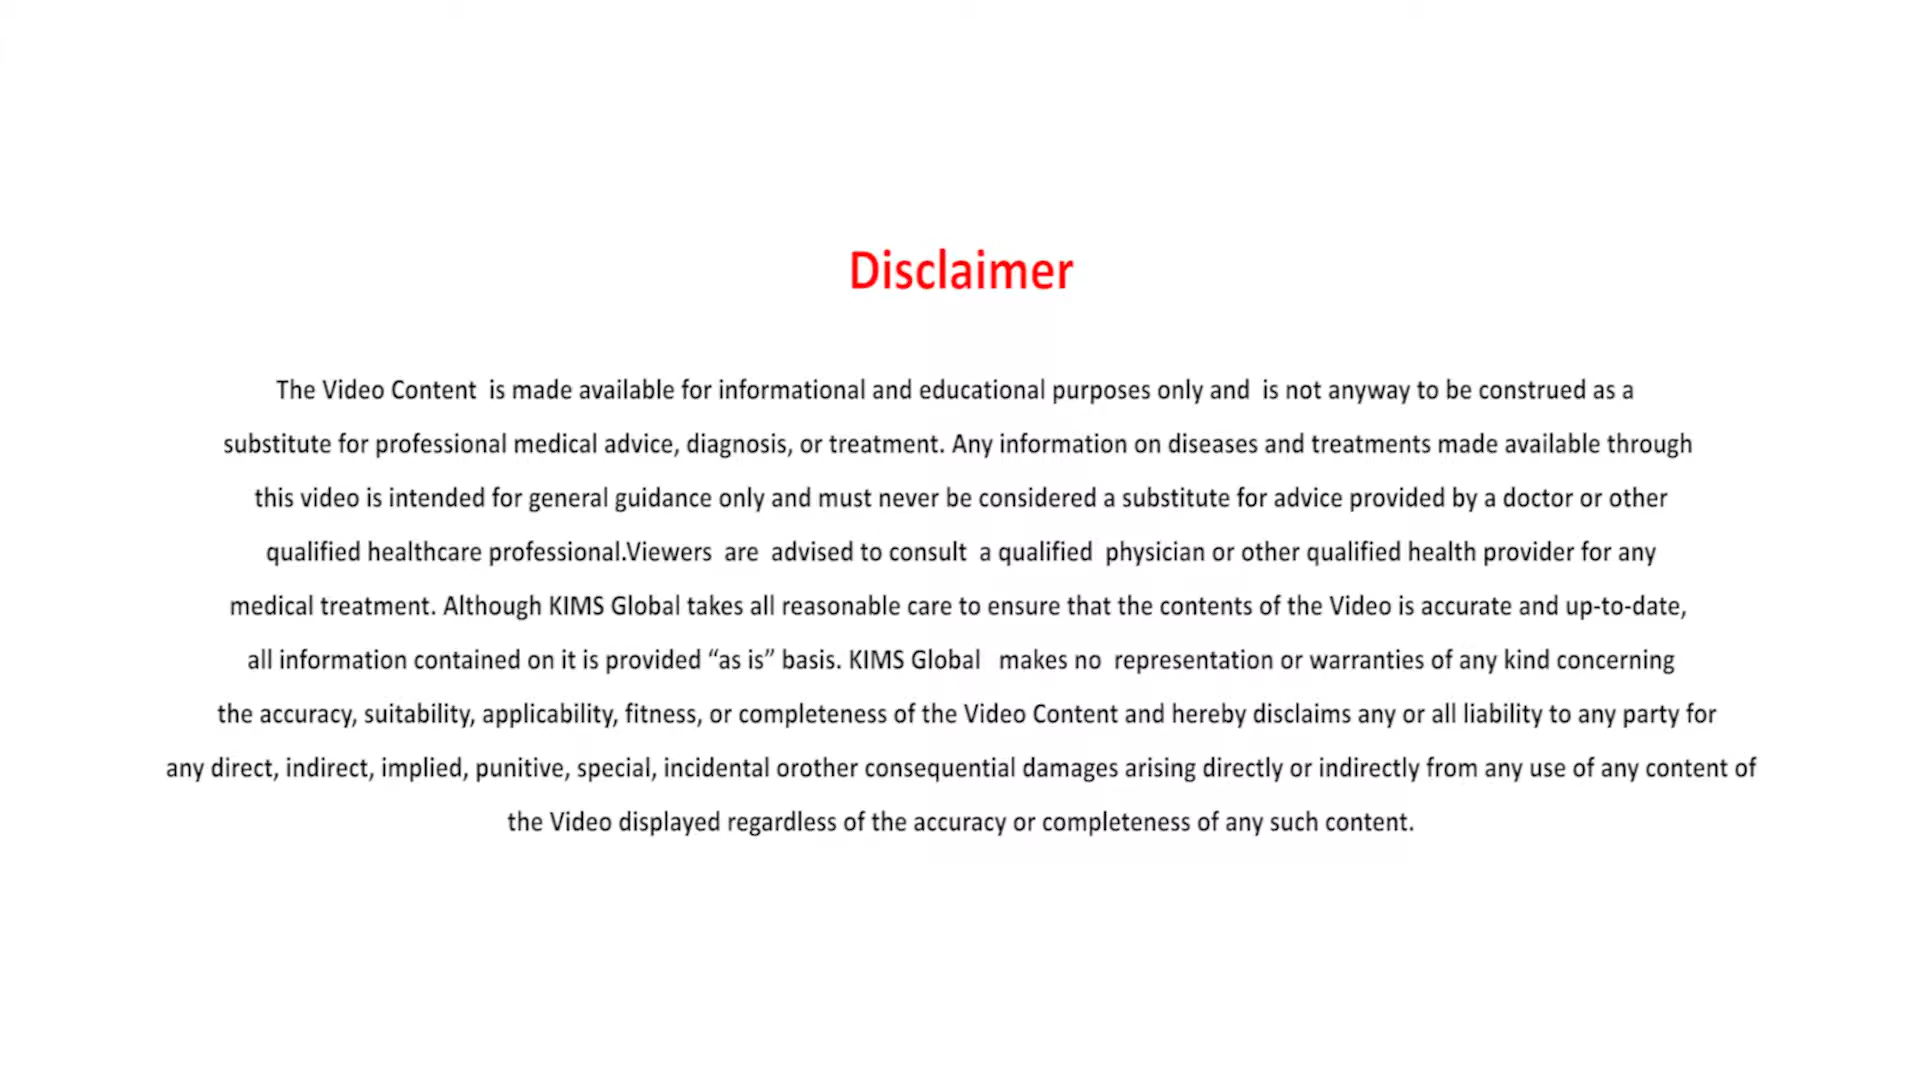 Disclaimer
The Video Content is made available for informational and educational purposes only and is not anyway to be construed as a
substitute for professional medical advice, diagnosis, or treatment. Any information on diseases and treatments made available through
this video is intended for general guidance only and must never be considered a substitute for advice provided by a doctor or other
qualified healthcare professional.Viewers are advised to consult a qualified physician or other qualified health provider for any
medical treatment. Although KIMS Global takes all reasonable care to ensure that the contents of the Video is accurate and up-to-date,
all information contained on it is provided “as is” basis. KIMS Global makes no representation or warranties of any kind concerning
the accuracy, suitability, applicability, fitness, or completeness of the Video Content and hereby disclaims any or all liability to any party for
any direct, indirect, implied, punitive, special, incidental orother consequential damages arising directly or indirectly from any use of any content of
the Video displayed regardless of the accuracy or completeness of any such content.